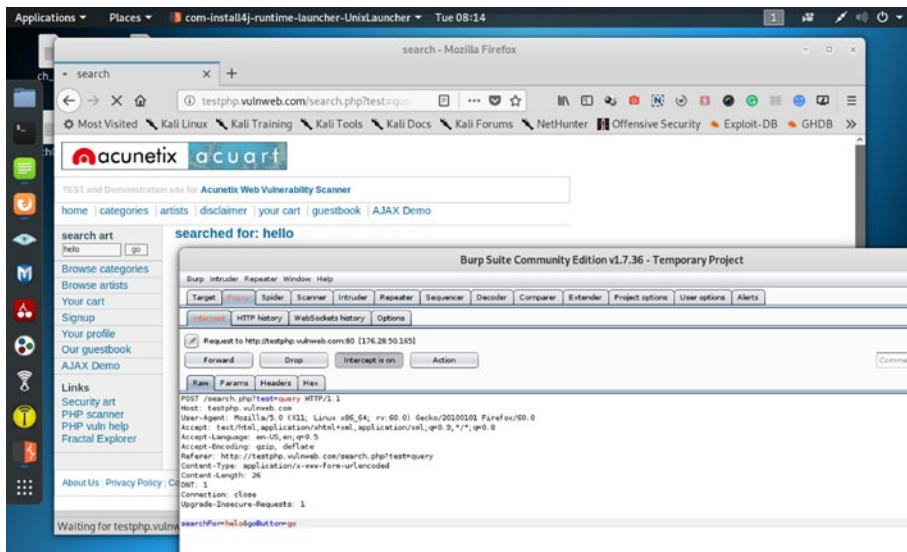 Applications Places com-install4j-runtime-launcher-UnixLauncher Tue 08:14 1
search - Mozilla Firefox
search
testphp.vulnweb.com/search.php?test=que
Most Visited Kali Linux Kali Training Kali Tools Kali Docs Kali Forums NetHunter Offensive Security Exploit-DB GHDB
acunetix acuart
TEST and Demonstration site for Acunetix Web Vulnerability Scanner
home categories artists disclaimer your cart guestbook AJAX Demo
search art
helo go
Browse categories
Browse artists
Your cart
Signup
Your profile
Our guestbook
AJAX Demo
Links
Security art
PHP scanner
PHP vuln help
Fractal Explorer
About Us Privacy Policy
Waiting for testphp.vulnw
searched for: hello
Burp Suite Community Edition v1.7.36 - Temporary Project
Burp Intruder Repeater Window Help
Target Proxy Spider Scanner Intruder Repeater Sequencer Decoder Comparer Extender Project options User options Alerts
Intercept HTTP history WebSockets history Options
Request to http://testphp.vulnweb.com:80 [176.28.50.165]
Forward Drop Intercept is on Action
Raw Params Headers Hex
POST /search.php?test=query HTTP/1.1
Host: testphp.vulnweb.com
User-Agent: Mozilla/5.0 (X11; Linux x86_64; rv:60.0) Gecko/20100101 Firefox/60.0
Accept: text/html,application/xhtml+xml,application/xml;q=0.9,*/*;q=0.8
Accept-Language: en-US,en;q=0.5
Accept-Encoding: gzip, deflate
Referer: http://testphp.vulnweb.com/search.php?test=query
Content-Type: application/x-www-form-urlencoded
Content-Length: 26
DNT: 1
Connection: close
Upgrade-Insecure-Requests: 1
searchFor=helo&goButton=go